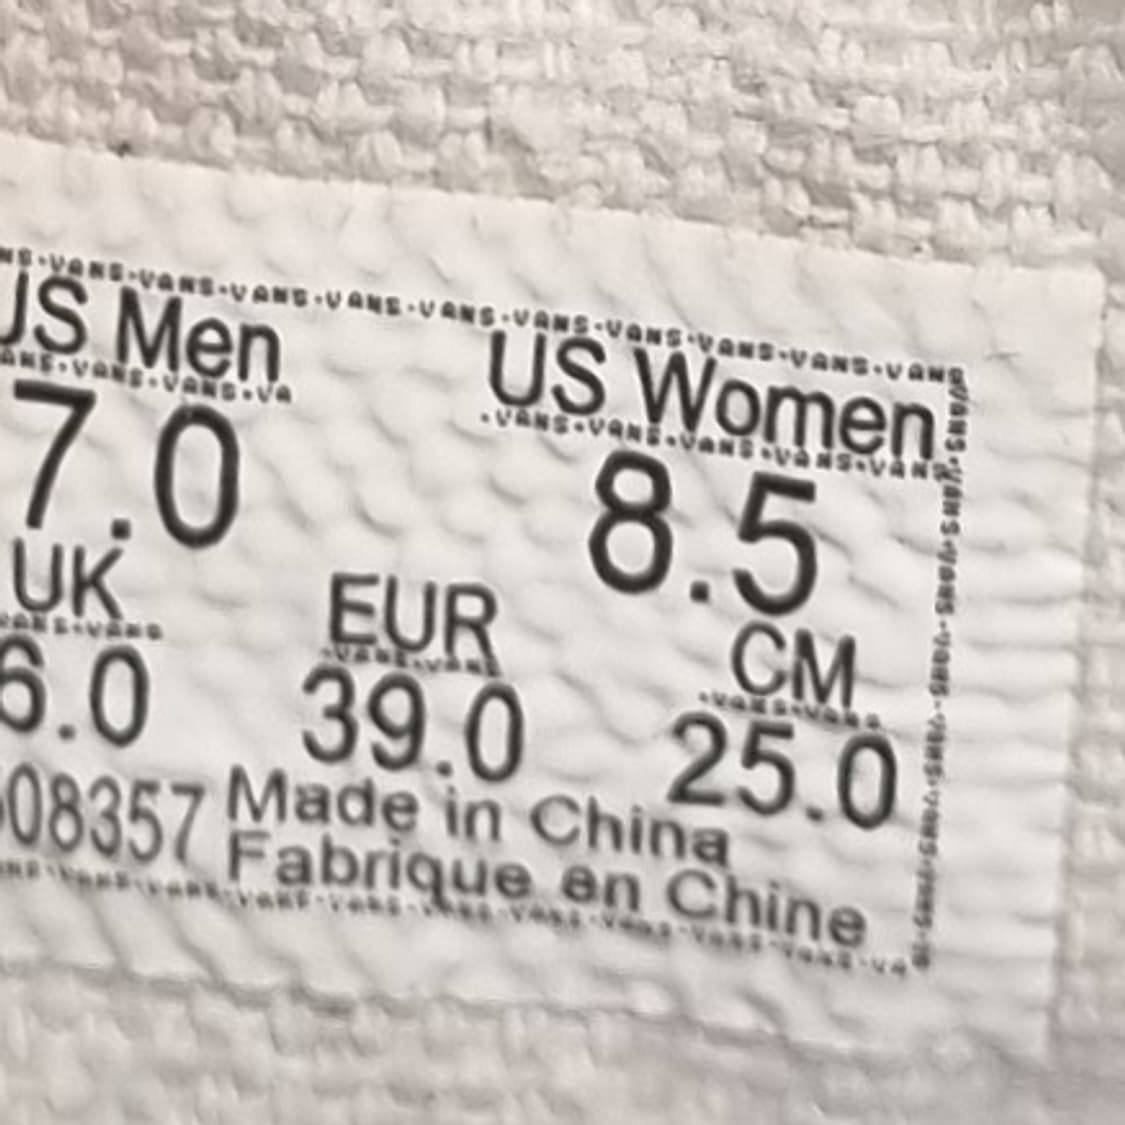 US Men US Women
7.0 8.5
UK EUR CM
6.0 39.0 25.0
08357 Made in China
Fabrique en Chine